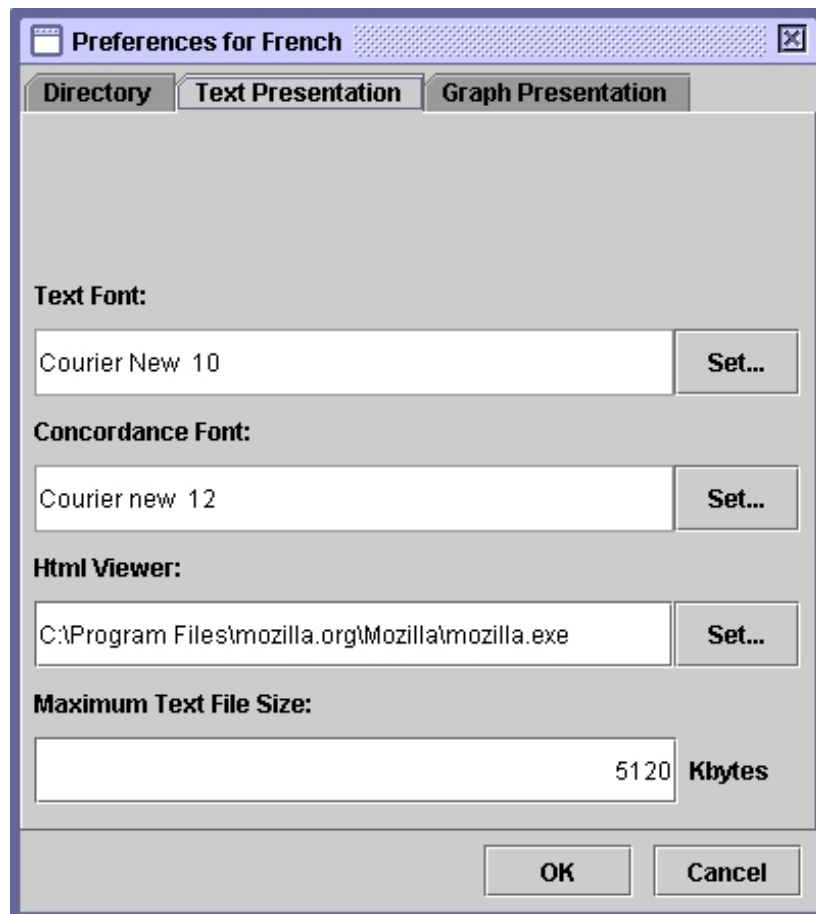 Preferences for French
Directory Text Presentation Graph Presentation
Text Font:
Courier New 10 Set...
Concordance Font:
Courier new 12 Set...
Html Viewer:
C:\Program Files\mozilla.org\Mozilla\mozilla.exe Set...
Maximum Text File Size:
5120 Kbytes
OK Cancel